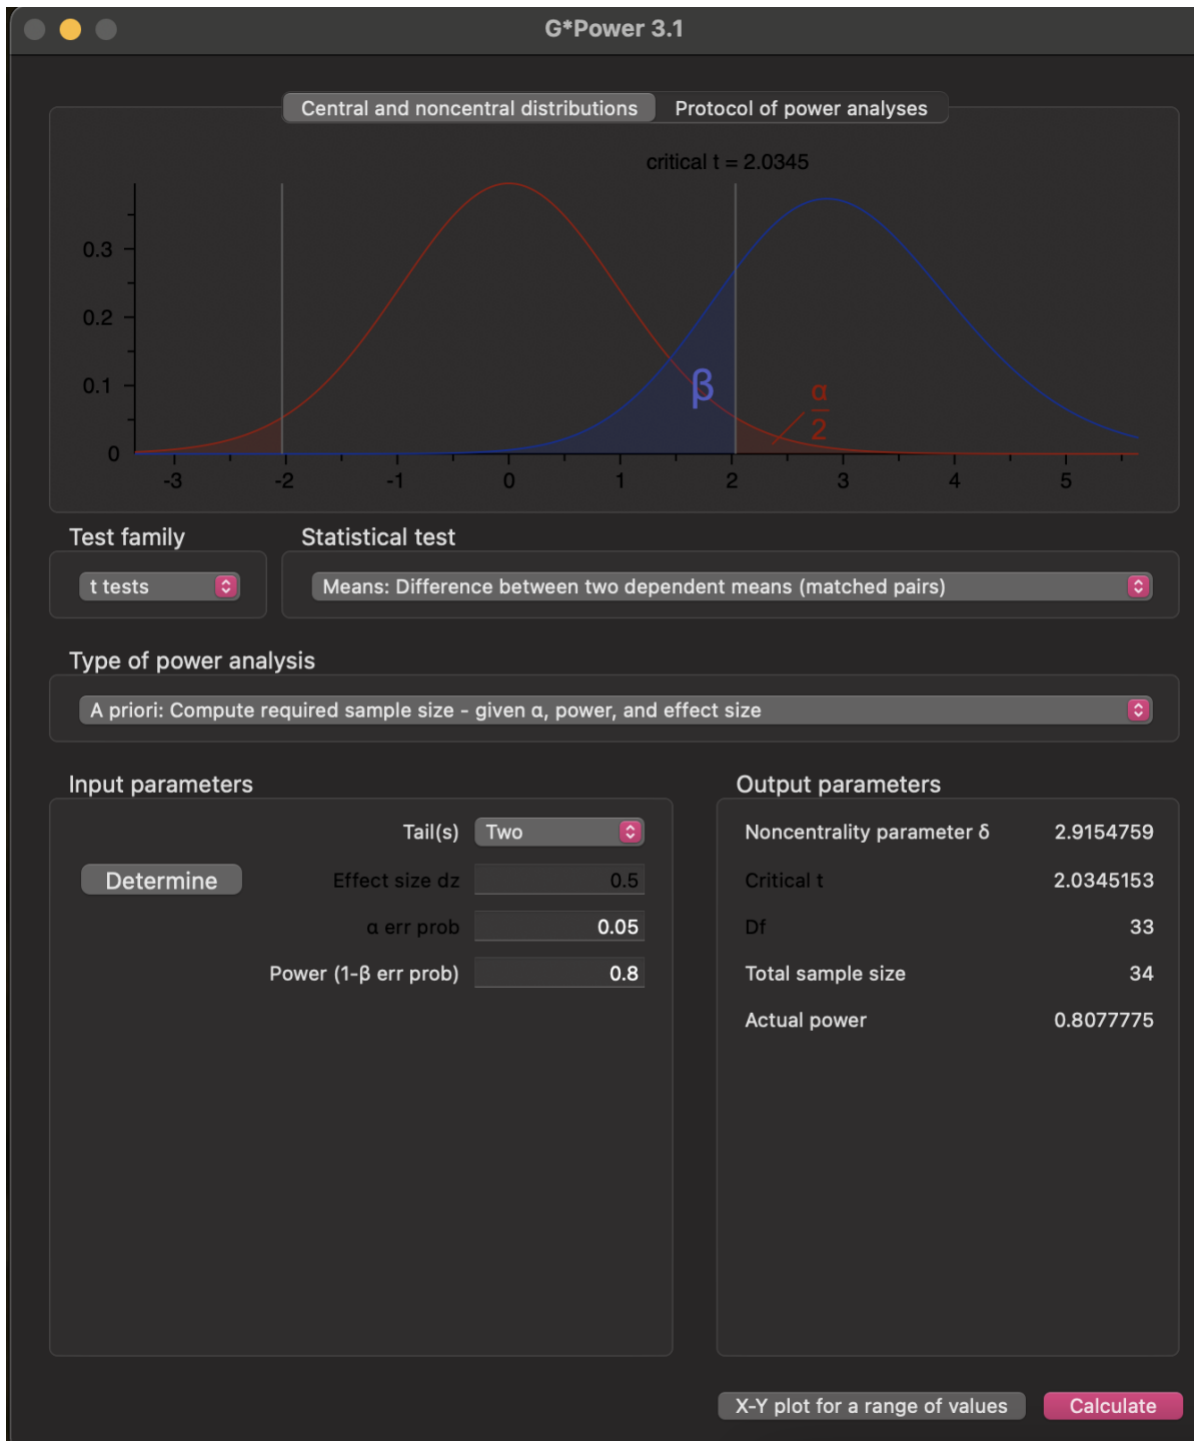 G*Power 3.1
Central and noncentral distributions Protocol of power analyses
critical t = 2.0345
0.3
0.2
0.1
0
β
α
2
-3 -2 -1 0 1 2 3 4 5
Test family Statistical test
t tests Means: Difference between two dependent means (matched pairs)
Type of power analysis
A priori: Compute required sample size - given α, power, and effect size
Input parameters
Tail(s) Two
Determine Effect size dz 0.5
α err prob 0.05
Power (1-β err prob) 0.8
Output parameters
Noncentrality parameter δ 2.9154759
Critical t 2.0345153
Df 33
Total sample size 34
Actual power 0.8077775
X-Y plot for a range of values Calculate